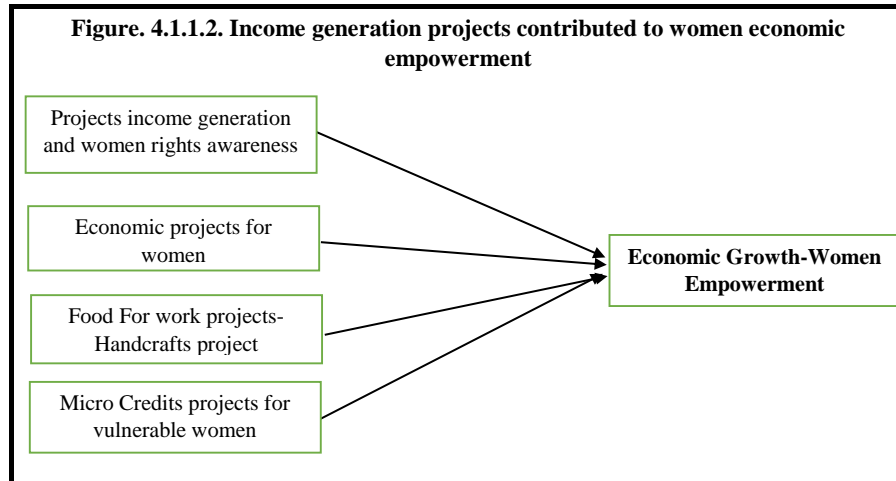 Figure. 4.1.1.2. Income generation projects contributed to women economic
empowerment
Projects income generation
and women rights awareness
Economic projects for
women
Food For work projects-
Handcrafts project
Micro Credits projects for
vulnerable women
Economic Growth-Women
Empowerment